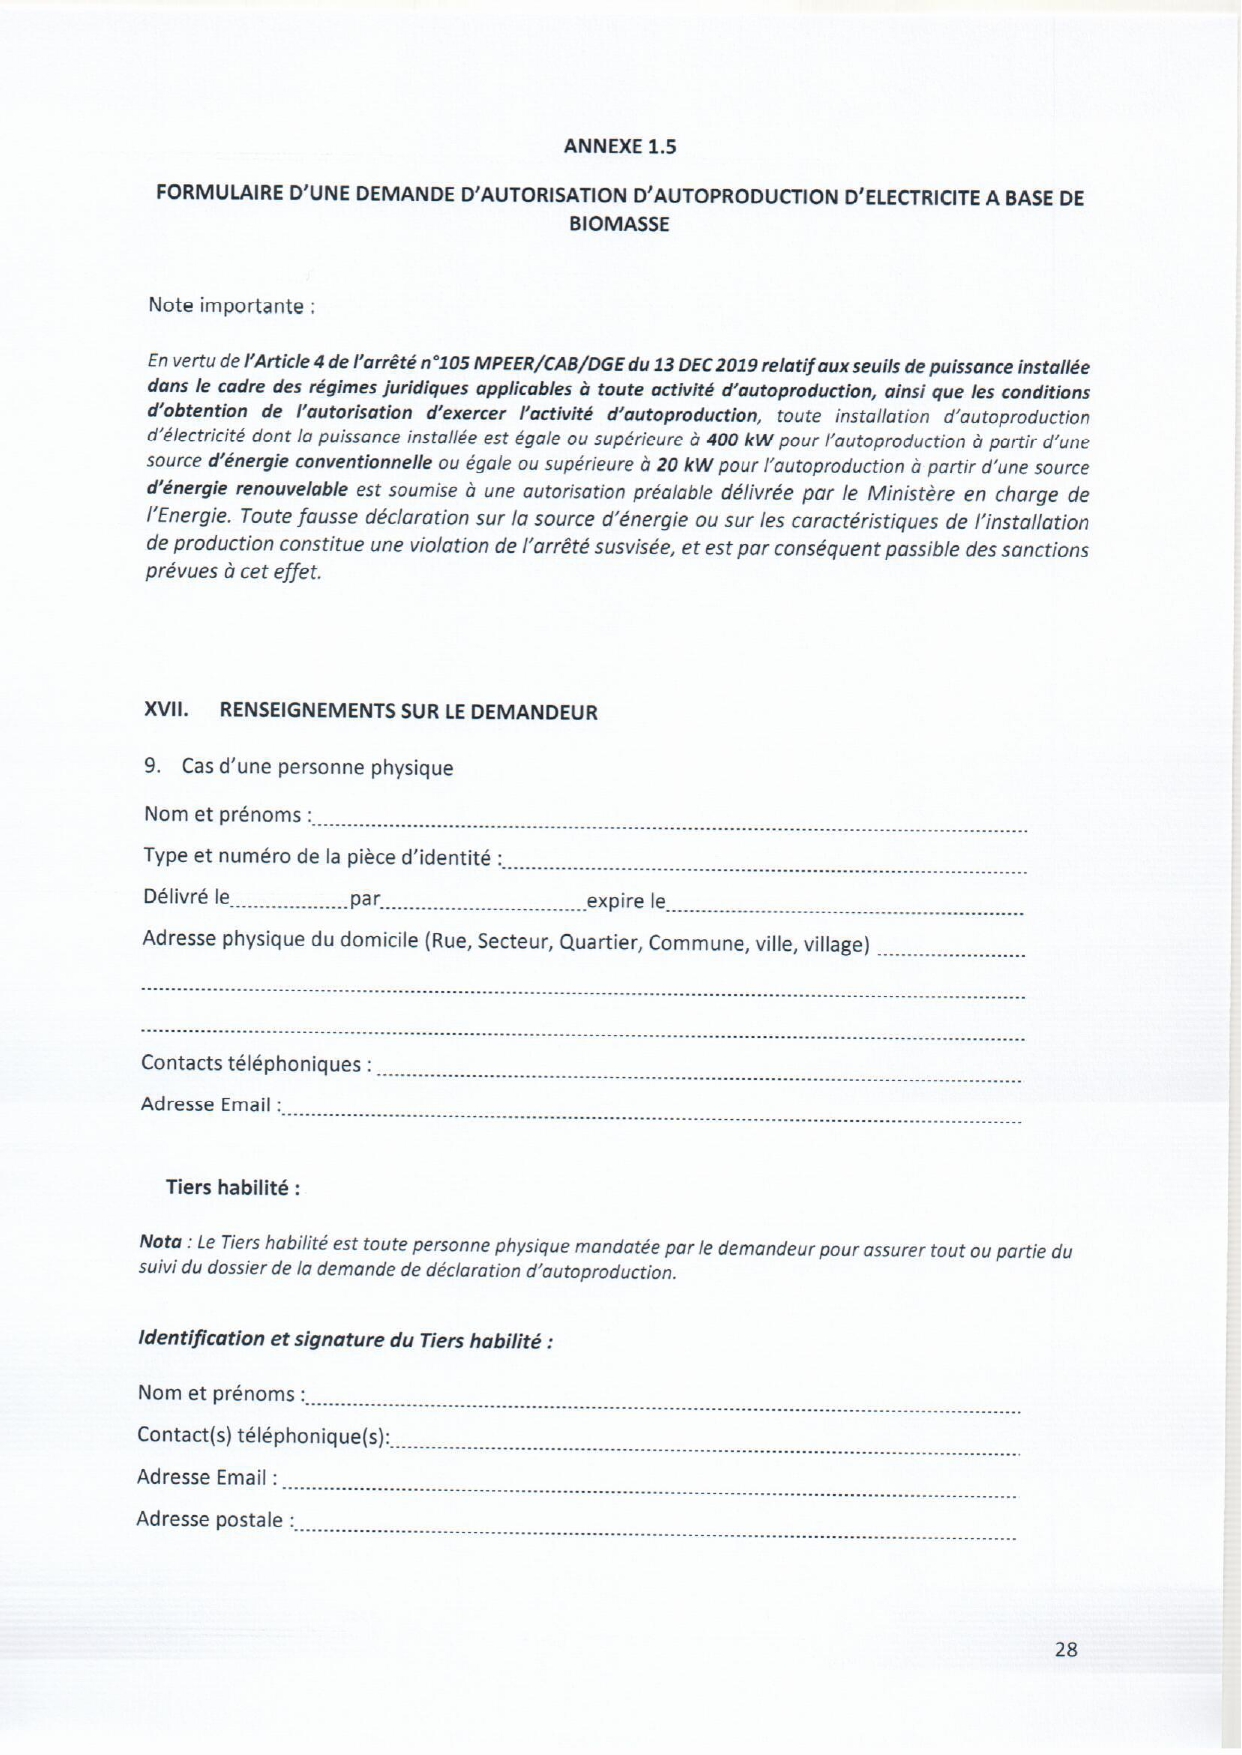 ANNEXE 1.5
FORMULAIRE D'UNE DEMANDE D'AUTORISATION D'AUTOPRODUCTION D'ELECTRICITE A BASE DE
BIOMASSE
Note importante :
En vertu de l'Article 4 de l'arrêté n°105 MPEER/CAB/DGE du 13 DEC 2019 relatif aux seuils de puissance installée
dans le cadre des régimes juridiques applicables à toute activité d'autoproduction, ainsi que les conditions
d'obtention de l'autorisation d'exercer l'activité d'autoproduction, toute installation d'autoproduction
d'électricité dont la puissance installée est égale ou supérieure à 400 kW pour l'autoproduction à partir d'une
source d'énergie conventionnelle ou égale ou supérieure à 20 kW pour l'autoproduction à partir d'une source
d'énergie renouvelable est soumise à une autorisation préalable délivrée par le Ministère en charge de
l'Energie. Toute fausse déclaration sur la source d'énergie ou sur les caractéristiques de l'installation
de production constitue une violation de l'arrêté susvisée, et est par conséquent passible des sanctions
prévues à cet effet.
XVII. RENSEIGNEMENTS SUR LE DEMANDEUR
9. Cas d'une personne physique
Nom et prénoms :
Type et numéro de la pièce d'identité :
Délivré le par expire le
Adresse physique du domicile (Rue, Secteur, Quartier, Commune, ville, village)
Contacts téléphoniques :
Adresse Email :
Tiers habilité :
Nota : Le Tiers habilité est toute personne physique mandatée par le demandeur pour assurer tout ou partie du
suivi du dossier de la demande de déclaration d'autoproduction.
Identification et signature du Tiers habilité :
Nom et prénoms :
Contact(s) téléphonique(s):
Adresse Email :
Adresse postale :
28